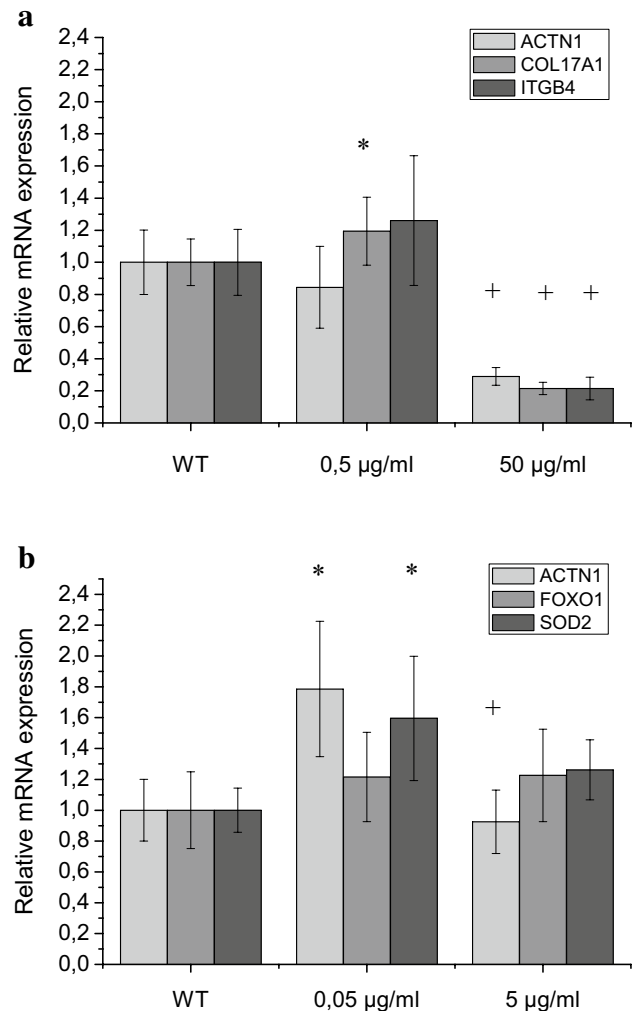 a
2,4
2,2
2,0
1,8
1,6
1,4
1,2
1,0
0,8
0,6
0,4
0,2
0,0
Relative mRNA expression
ACTN1
COL17A1
ITGB4
*
+ + +
WT 0,5 µg/ml 50 µg/ml
b
2,4
2,2
2,0
1,8
1,6
1,4
1,2
1,0
0,8
0,6
0,4
0,2
0,0
Relative mRNA expression
ACTN1
FOXO1
SOD2
* *
+
WT 0,05 µg/ml 5 µg/ml